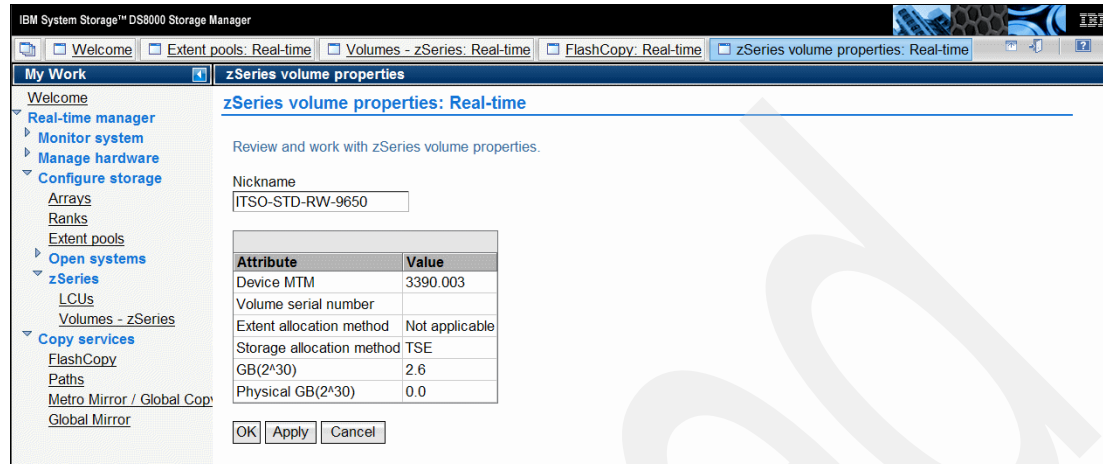 IBM System Storage™ DS8000 Storage Manager
IBM
Welcome Extent pools: Real-time Volumes - zSeries: Real-time FlashCopy: Real-time zSeries volume properties: Real-time ?
My Work
zSeries volume properties
Welcome
Real-time manager
Monitor system
Manage hardware
Configure storage
Arrays
Ranks
Extent pools
Open systems
zSeries
LCUs
Volumes - zSeries
Copy services
FlashCopy
Paths
Metro Mirror / Global Copy
Global Mirror
zSeries volume properties: Real-time
Review and work with zSeries volume properties.
Nickname
ITSO-STD-RW-9650
Attribute Value
Device MTM 3390.003
Volume serial number
Extent allocation method Not applicable
Storage allocation method TSE
GB(2^30) 2.6
Physical GB(2^30) 0.0
OK Apply Cancel